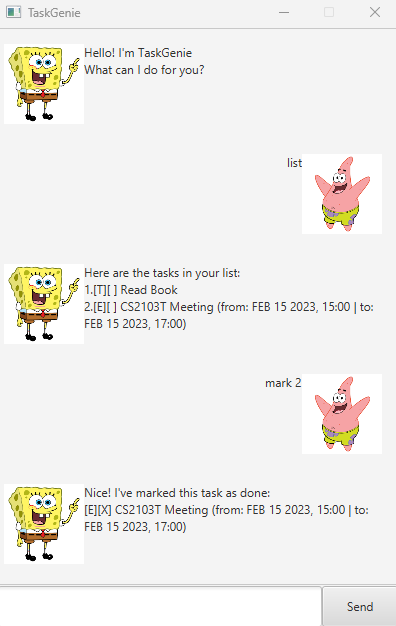 TaskGenie
Hello! I'm TaskGenie
What can I do for you?
list
Here are the tasks in your list:
1.[T][ ] Read Book
2.[E][ ] CS2103T Meeting (from: FEB 15 2023, 15:00 | to:
FEB 15 2023, 17:00)
mark 2
Nice! I've marked this task as done:
[E][X] CS2103T Meeting (from: FEB 15 2023, 15:00 | to:
FEB 15 2023, 17:00)
Send